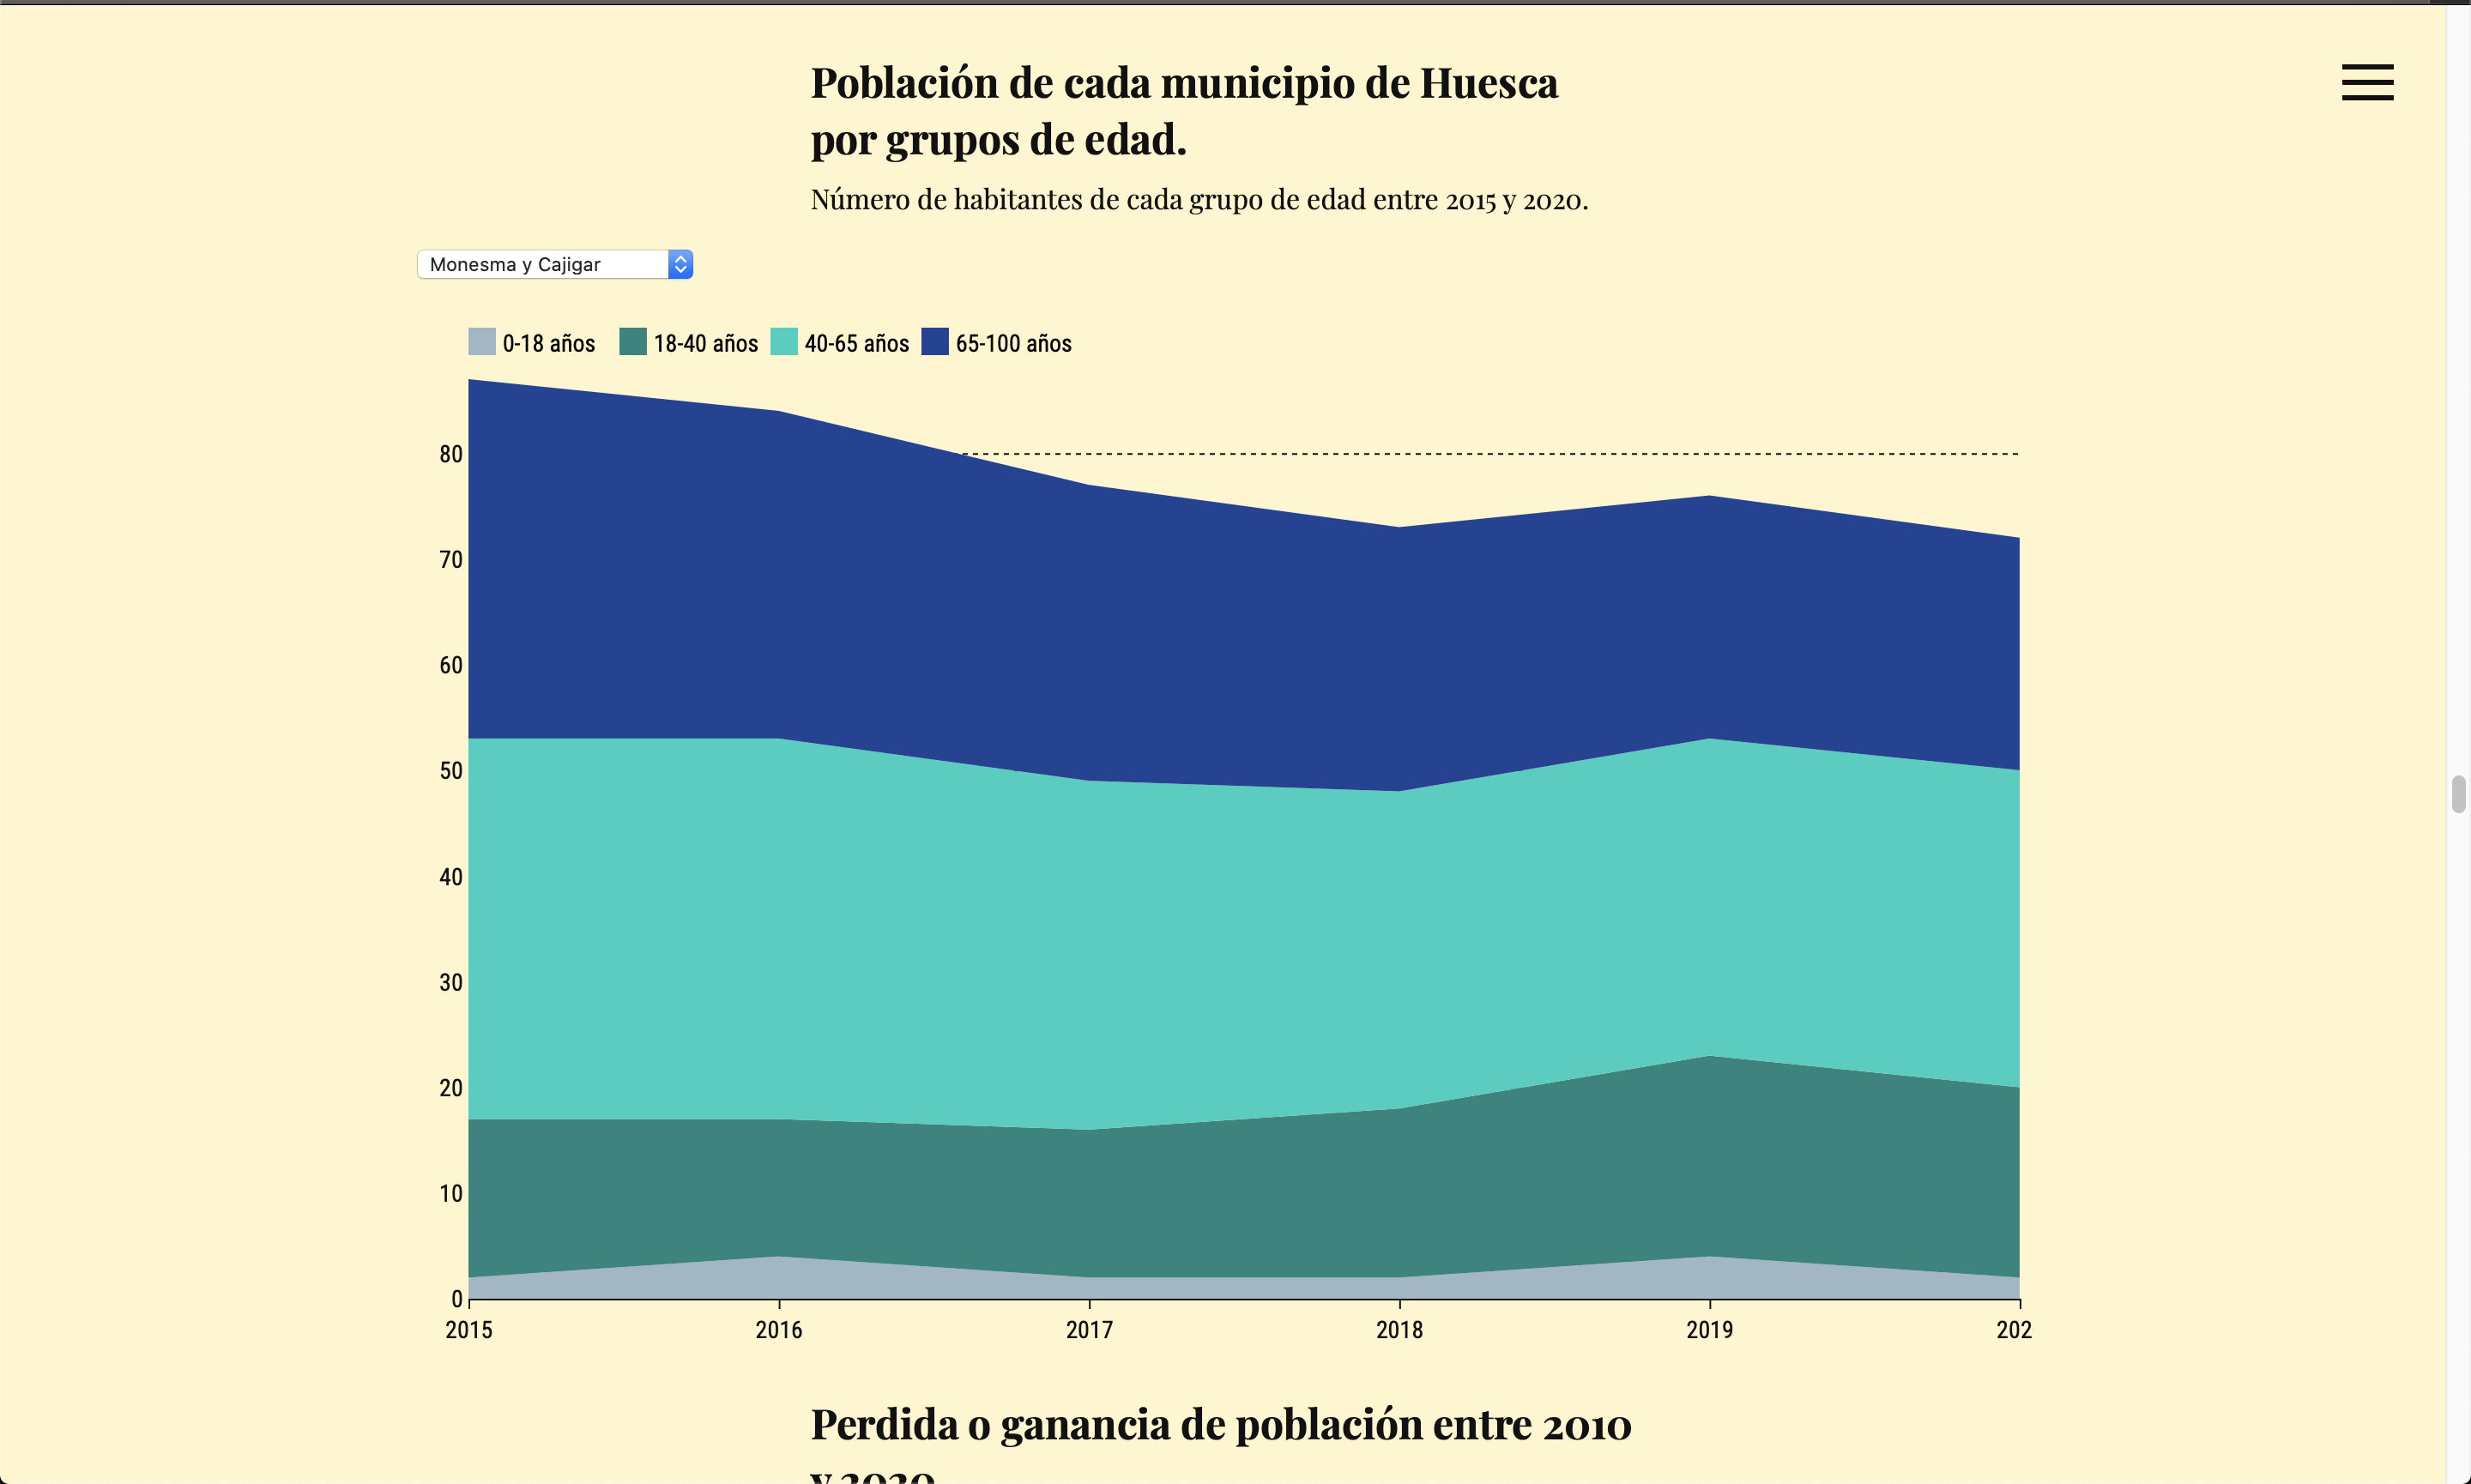 Población de cada municipio de Huesca
por grupos de edad.
Número de habitantes de cada grupo de edad entre 2015 y 2020.
Monesma y Cajigar
0-18 años 18-40 años 40-65 años 65-100 años
80
70
60
50
40
30
20
10
0
2015 2016 2017 2018 2019 202
Perdida o ganancia de población entre 2010
y 2020